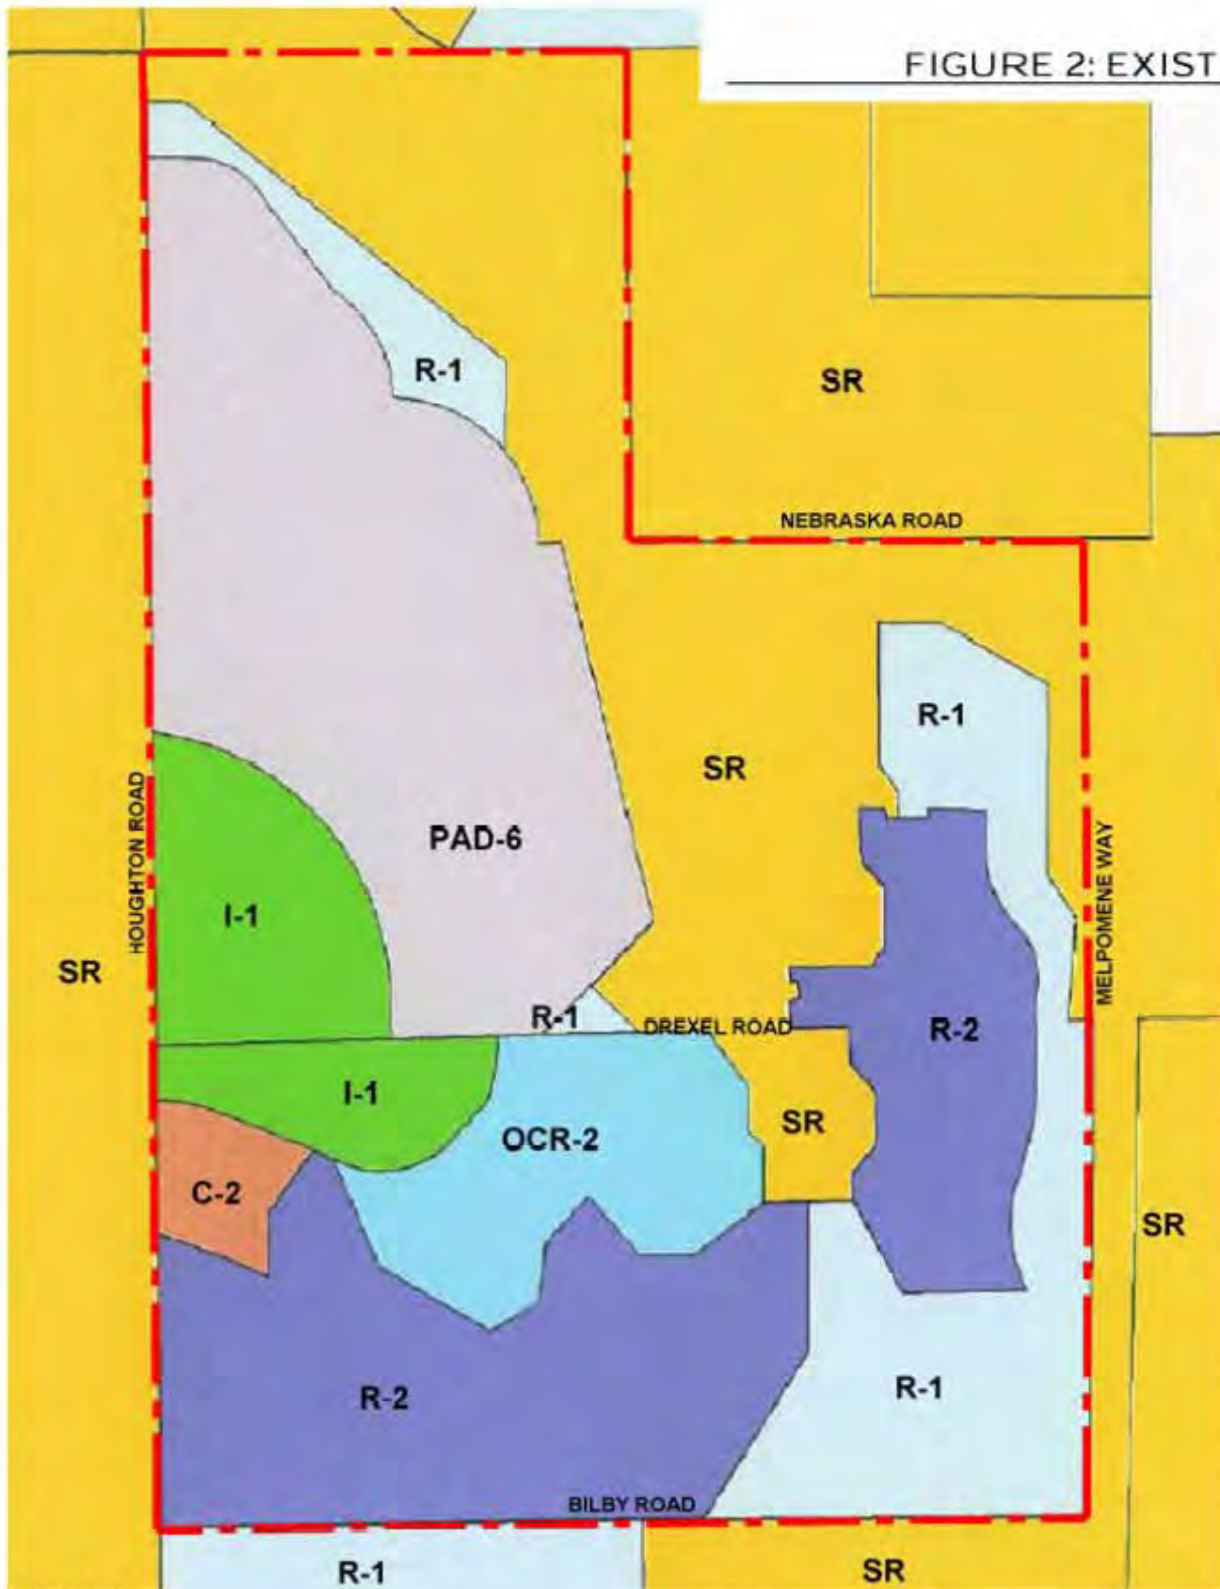 FIGURE 2: EXIST
R-1
SR
NEBRASKA ROAD
R-1
SR
HOUGHTON ROAD
PAD-6
MELPOMENE WAY
I-1
SR
R-1
DREXEL ROAD
R-2
I-1
SR
OCR-2
C-2
SR
R-1
R-2
BILBY ROAD
R-1
SR